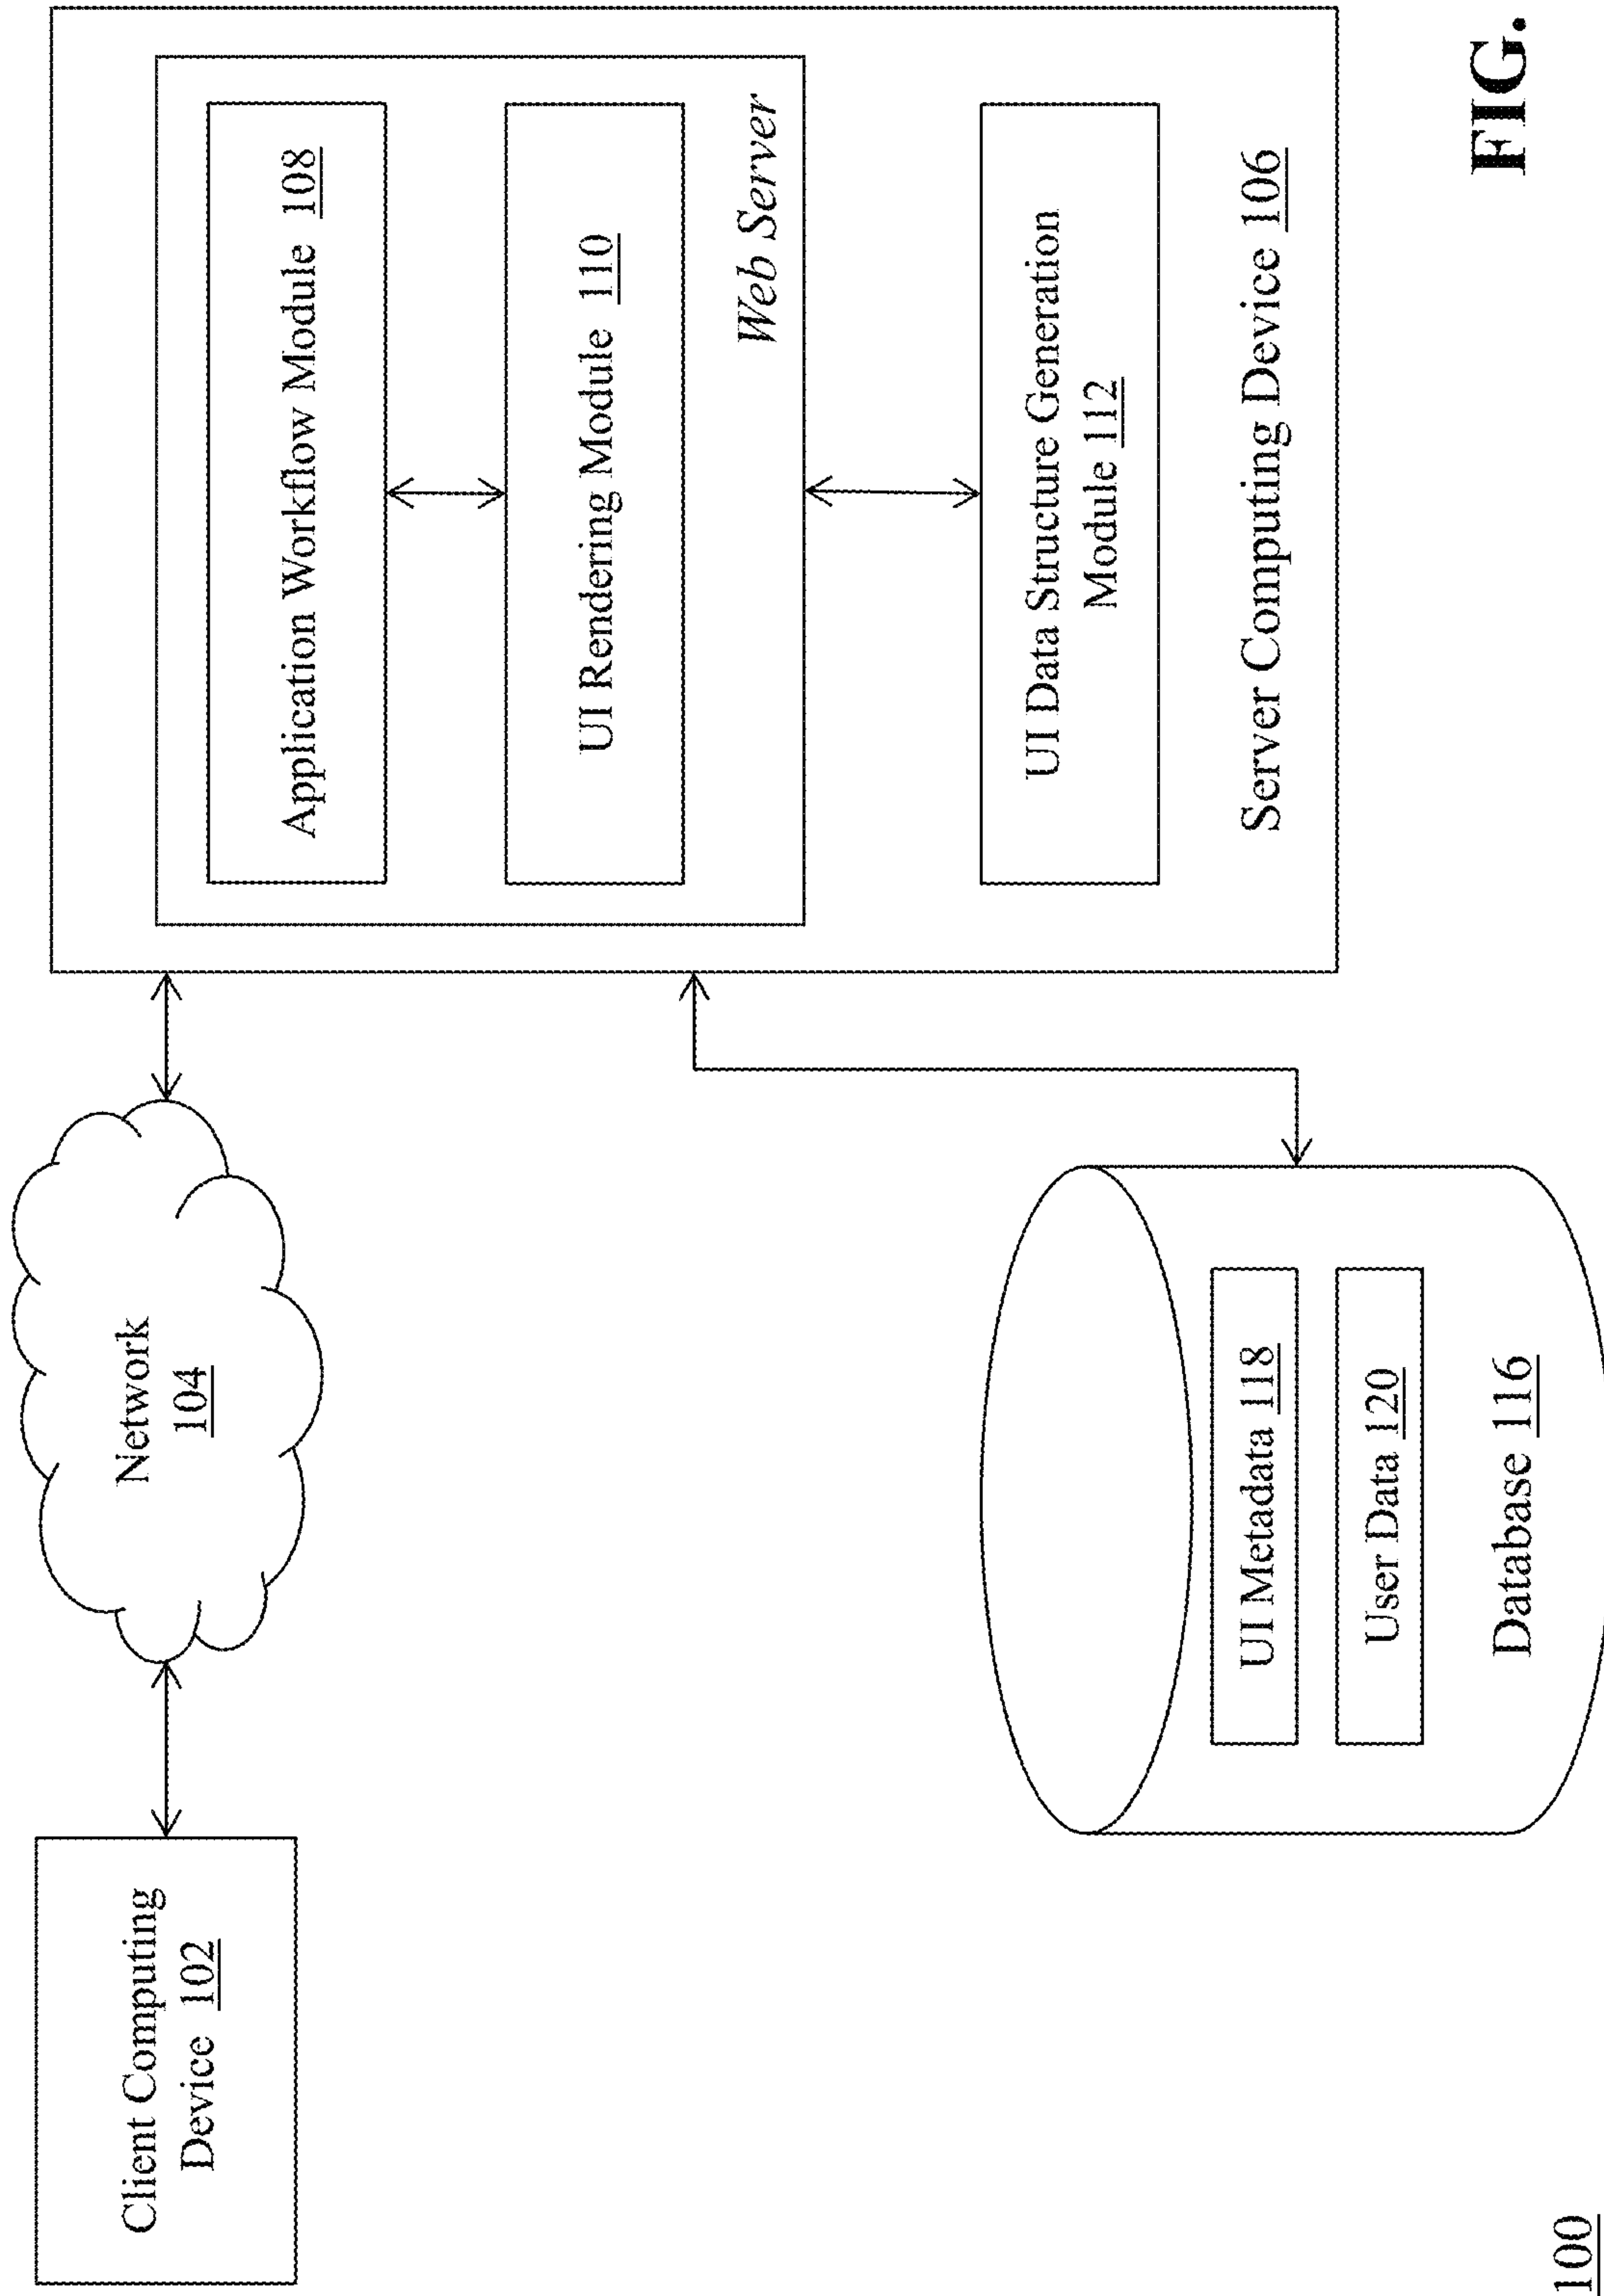 Client Computing
Device 102
Network
104
Application Workflow Module 108
UI Rendering Module 110
Web Server
UI Data Structure Generation
Module 112
Server Computing Device 106
UI Metadata 118
User Data 120
Database 116
100
FIG.